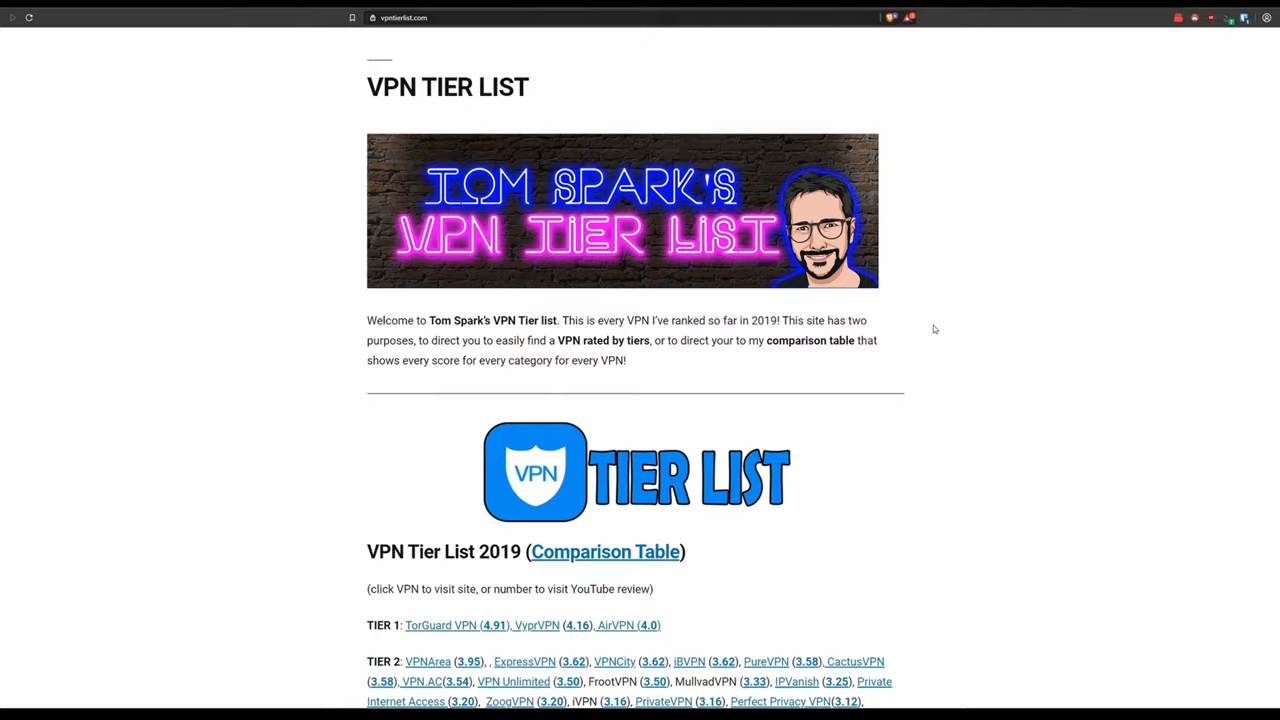 vpntierlist.com
VPN TIER LIST
TOM SPARK'S
VPN TIER LIST
Welcome to Tom Spark's VPN Tier list. This is every VPN I've ranked so far in 2019! This site has two
purposes, to direct you to easily find a VPN rated by tiers, or to direct your to my comparison table that
shows every score for every category for every VPN!
VPN TIER LIST
VPN Tier List 2019 (Comparison Table)
(click VPN to visit site, or number to visit YouTube review)
TIER 1: TorGuard VPN (4.91), VyprVPN (4.16), AirVPN (4.0)
TIER 2: VPNArea (3.95), , ExpressVPN (3.62), VPNCity (3.62), iBVPN (3.62), PureVPN (3.58), CactusVPN
(3.58), VPN.AC(3.54), VPN Unlimited (3.50), FrootVPN (3.50), MullvadVPN (3.33), IPVanish (3.25), Private
Internet Access (3.20), ZoogVPN (3.20), iVPN (3.16), PrivateVPN (3.16), Perfect Privacy VPN(3.12),